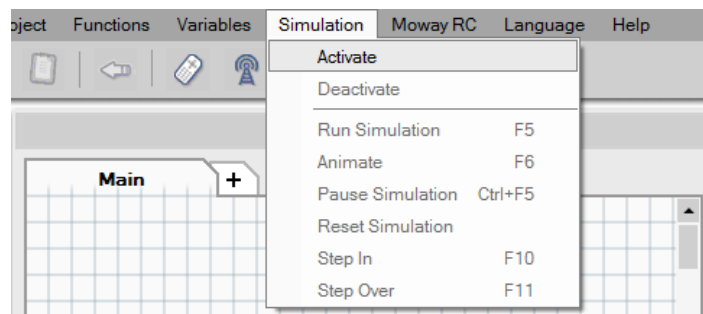 oject Functions Variables Simulation Moway RC Language Help
Activate
Deactivate
Run Simulation F5
Animate F6
Pause Simulation Ctrl+F5
Reset Simulation
Step In F10
Step Over F11
Main +